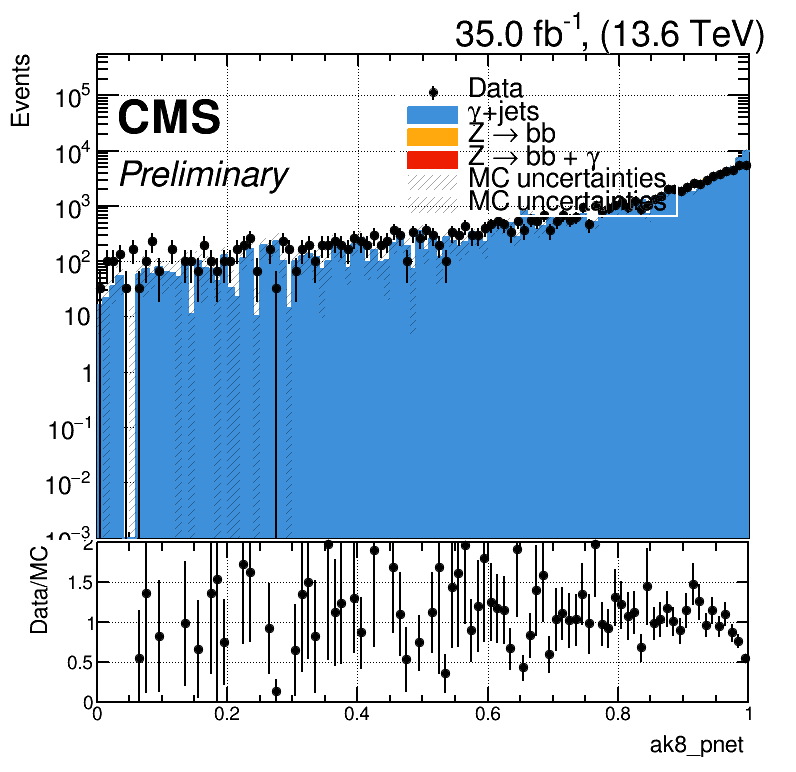 35.0 fb⁻¹, (13.6 TeV)
Events
CMS
Preliminary
Data
γ+jets
Z → bb
Z → bb + γ
MC uncertainties
MC uncertainties
10⁵
10⁴
10³
10²
10
1
10⁻¹
10⁻²
10⁻³
Data/MC
2
1.5
1
0.5
0
0 0.2 0.4 0.6 0.8 1
ak8_pnet